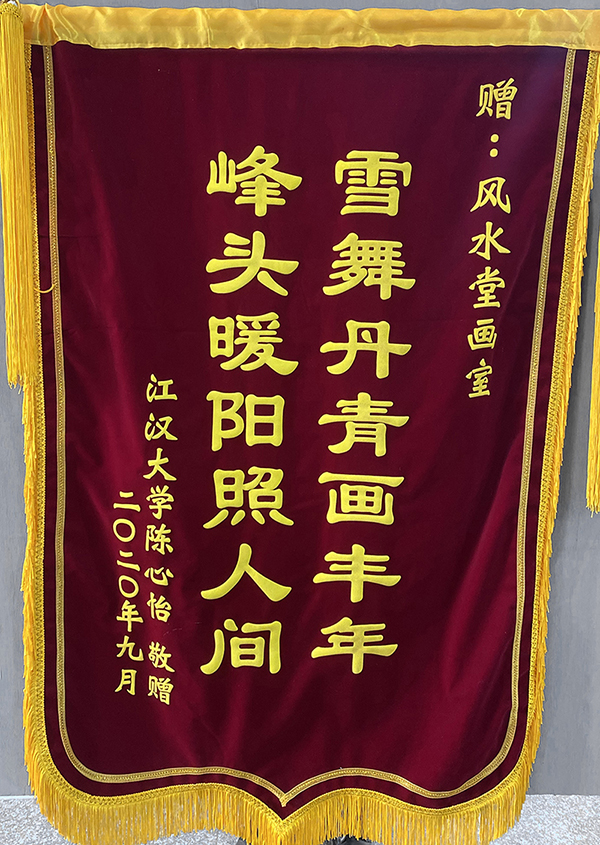 赠：风水堂画室
雪舞丹青画丰年
峰头暖阳照人间
江汉大学陈心怡 敬赠
二〇二〇年九月